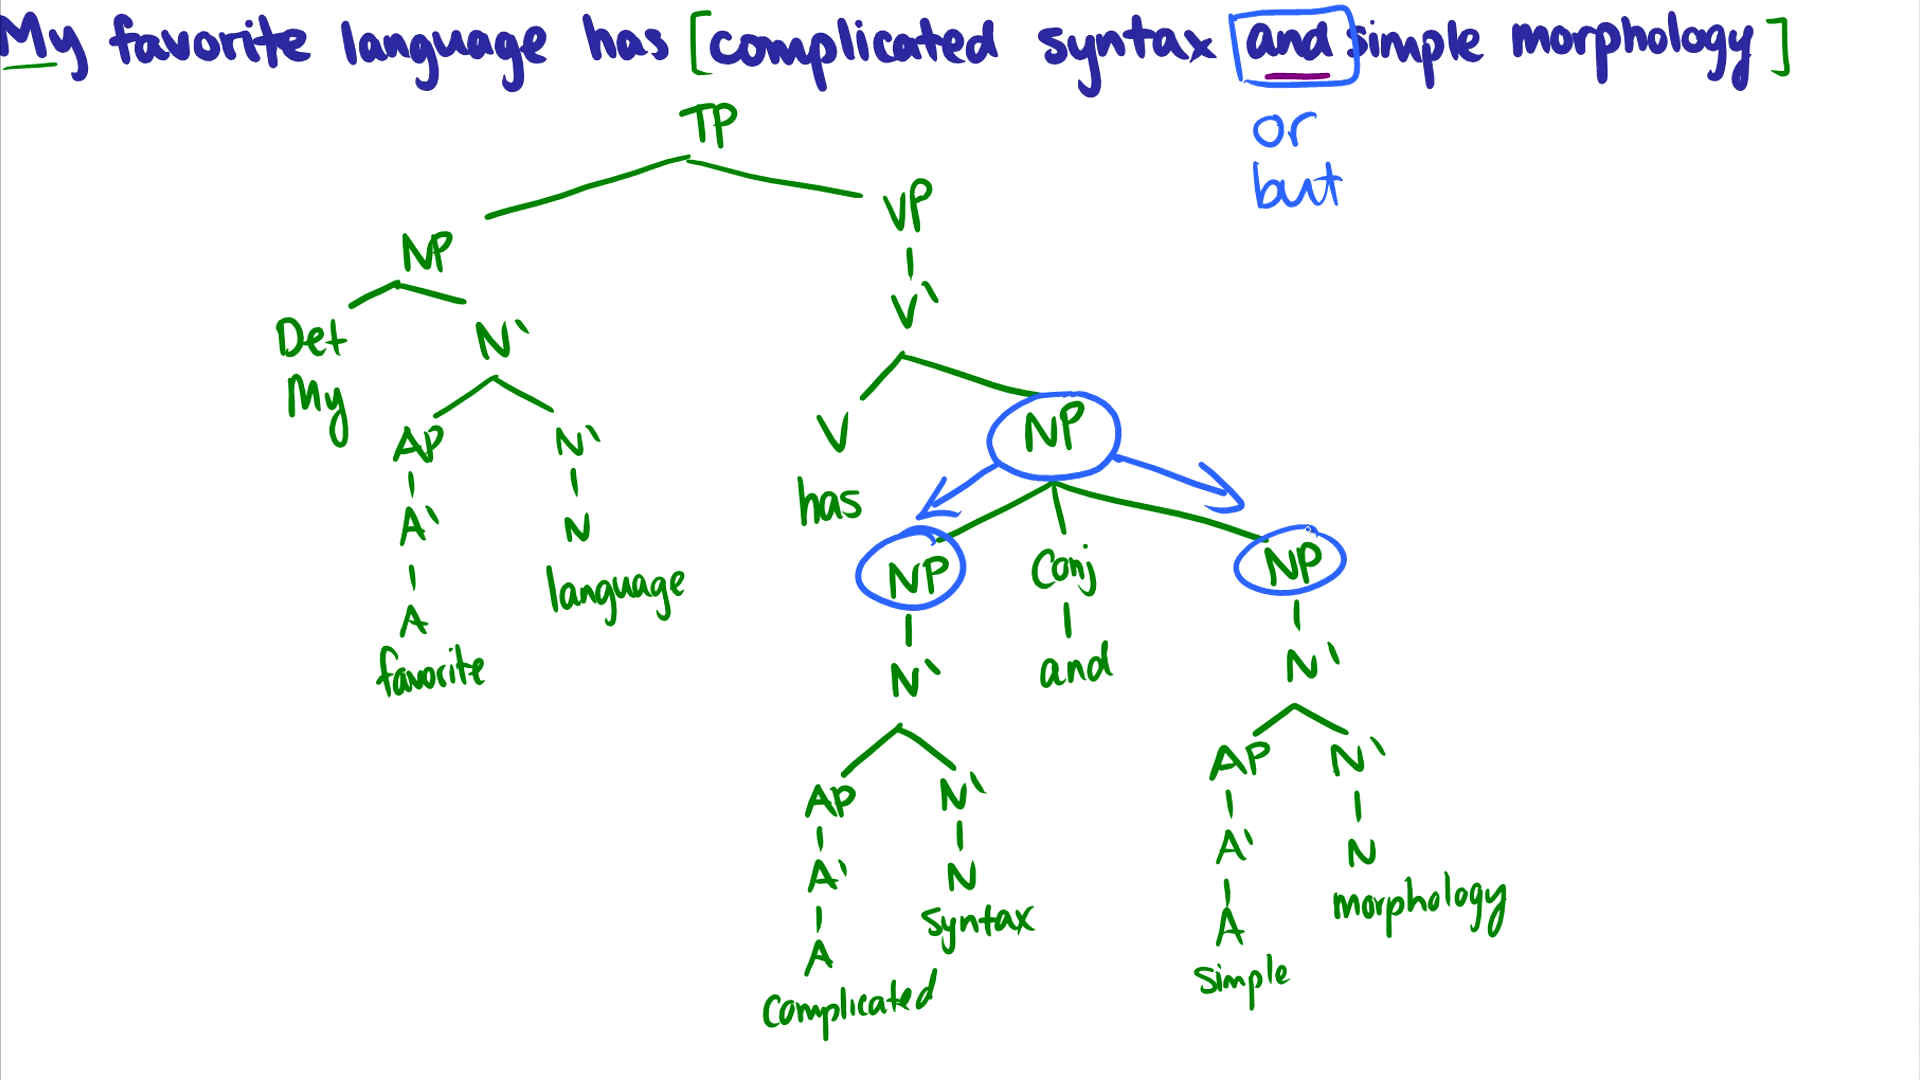 My favorite language has [complicated syntax and simple morphology]
or
but
TP
NP VP
Det N` V`
My
AP N` V NP
A` N has NP Conj NP
A language N` and N`
favorite
AP N` AP N`
A` N A` N
A syntax A morphology
complicated simple